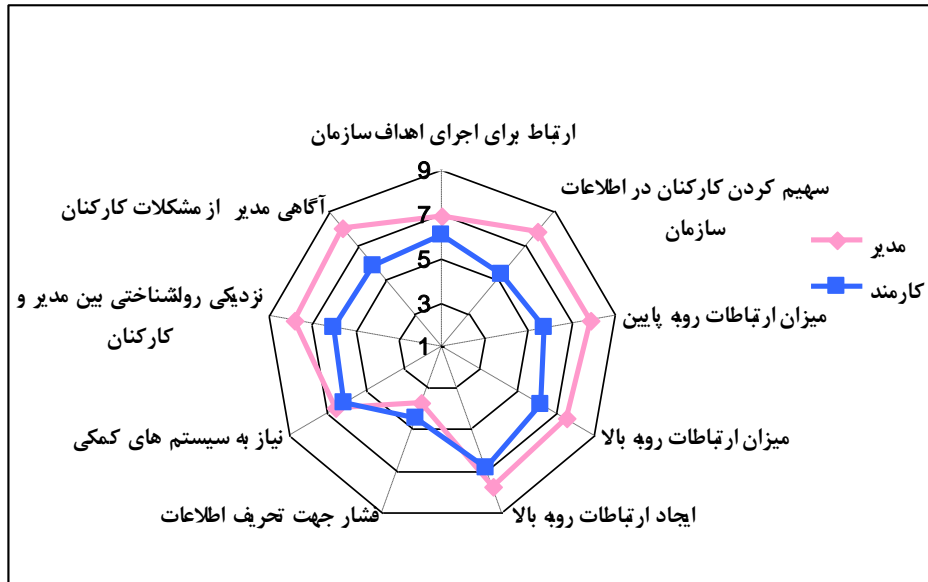 ارتباط برای اجرای اهداف سازمان
سهیم کردن کارکنان در اطلاعات
سازمان
میزان ارتباطات روبه پایین
میزان ارتباطات روبه بالا
ایجاد ارتباطات روبه بالا
فشار جهت تحریف اطلاعات
نیاز به سیستم های کمکی
نزدیکی رولشناختی بین مدیر و
کارکنان
آگاهی مدیر از مشکلات کارکنان
9
7
5
3
1
مدیر
کارمند